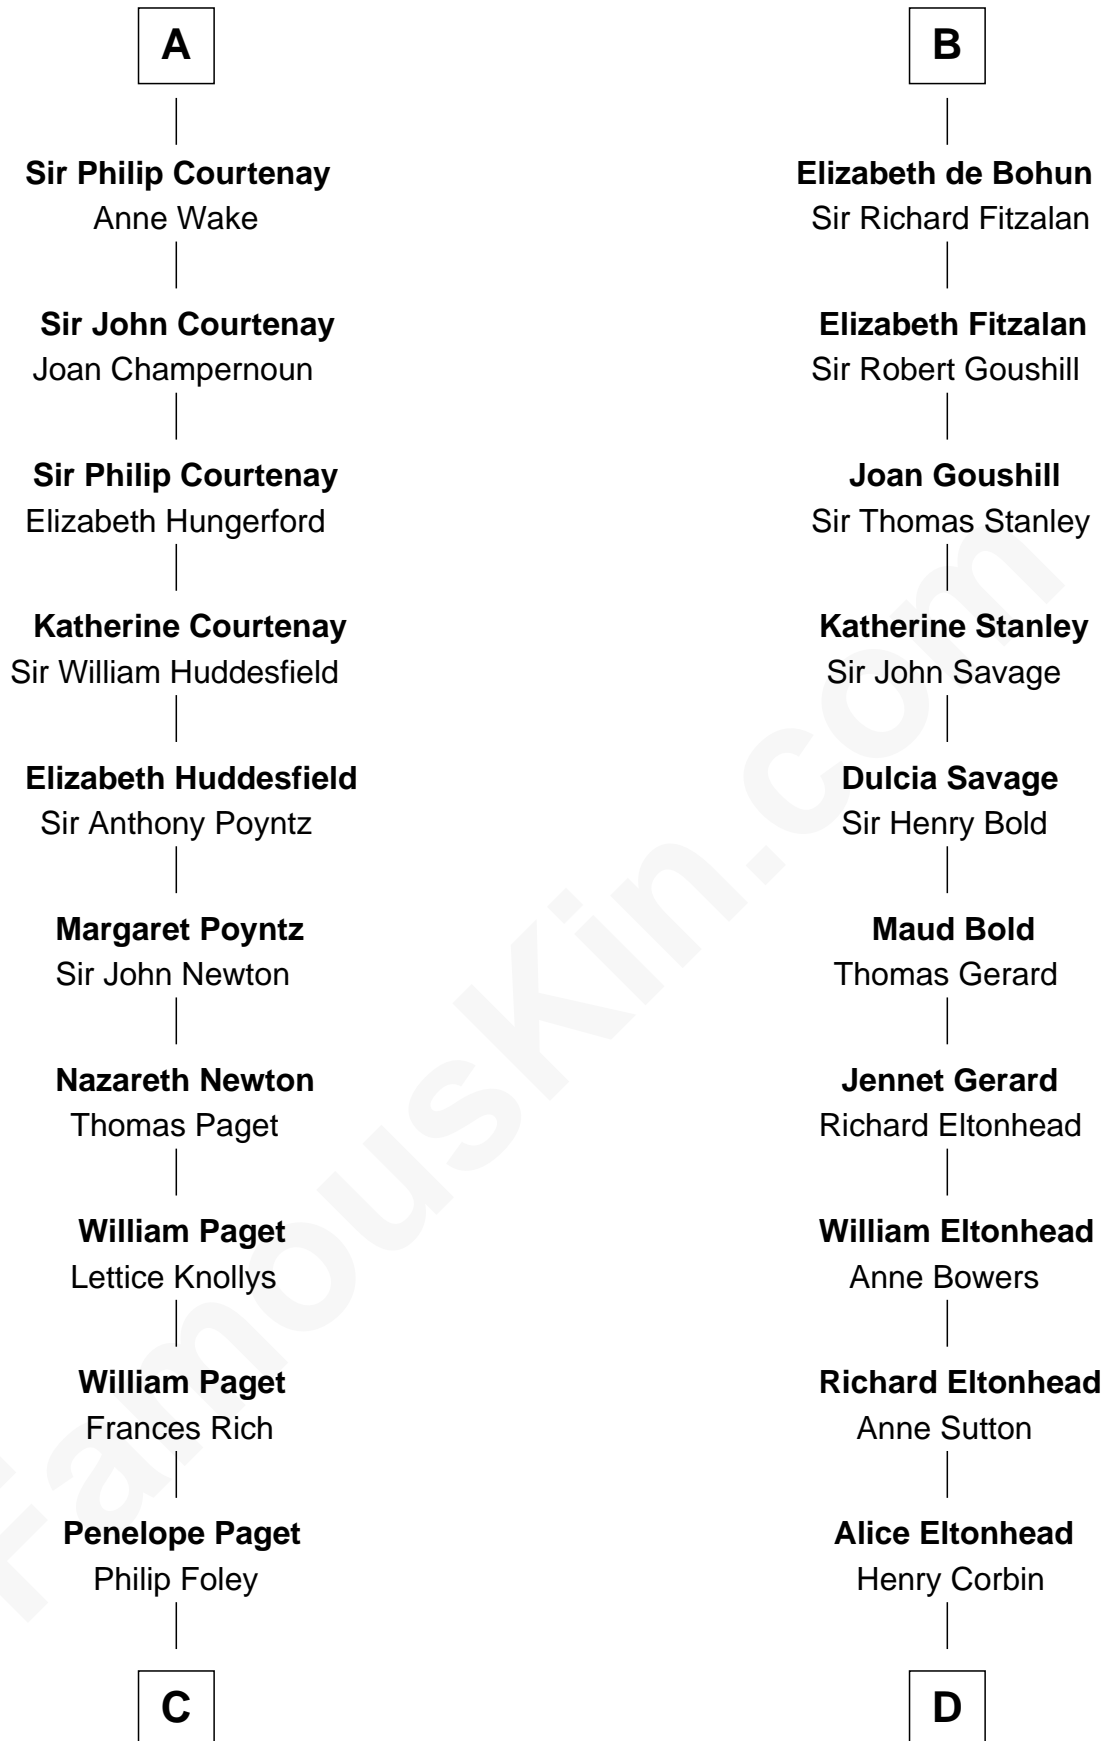 A
Sir Philip Courtenay
Anne Wake
Sir John Courtenay
Joan Champernoun
Sir Philip Courtenay
Elizabeth Hungerford
Katherine Courtenay
Sir William Huddesfield
Elizabeth Huddesfield
Sir Anthony Poyntz
Margaret Poyntz
Sir John Newton
Nazareth Newton
Thomas Paget
William Paget
Lettice Knollys
William Paget
Frances Rich
Penelope Paget
Philip Foley
C
B
Elizabeth de Bohun
Sir Richard Fitzalan
Elizabeth Fitzalan
Sir Robert Goushill
Joan Goushill
Sir Thomas Stanley
Katherine Stanley
Sir John Savage
Dulcia Savage
Sir Henry Bold
Maud Bold
Thomas Gerard
Jennet Gerard
Richard Eltonhead
William Eltonhead
Anne Bowers
Richard Eltonhead
Anne Sutton
Alice Eltonhead
Henry Corbin
D
FamousKin.com